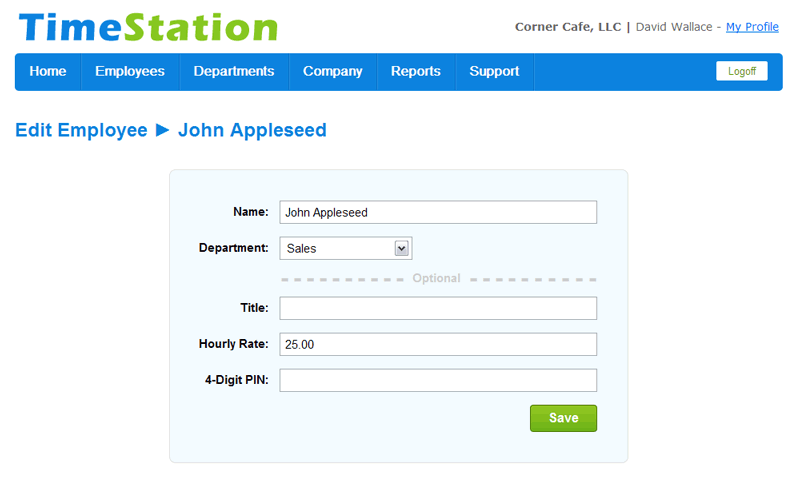 TimeStation
Corner Cafe, LLC | David Wallace - My Profile
Home Employees Departments Company Reports Support Logoff
Edit Employee ► John Appleseed
Name: John Appleseed
Department: Sales
Optional
Title:
Hourly Rate: 25.00
4-Digit PIN:
Save